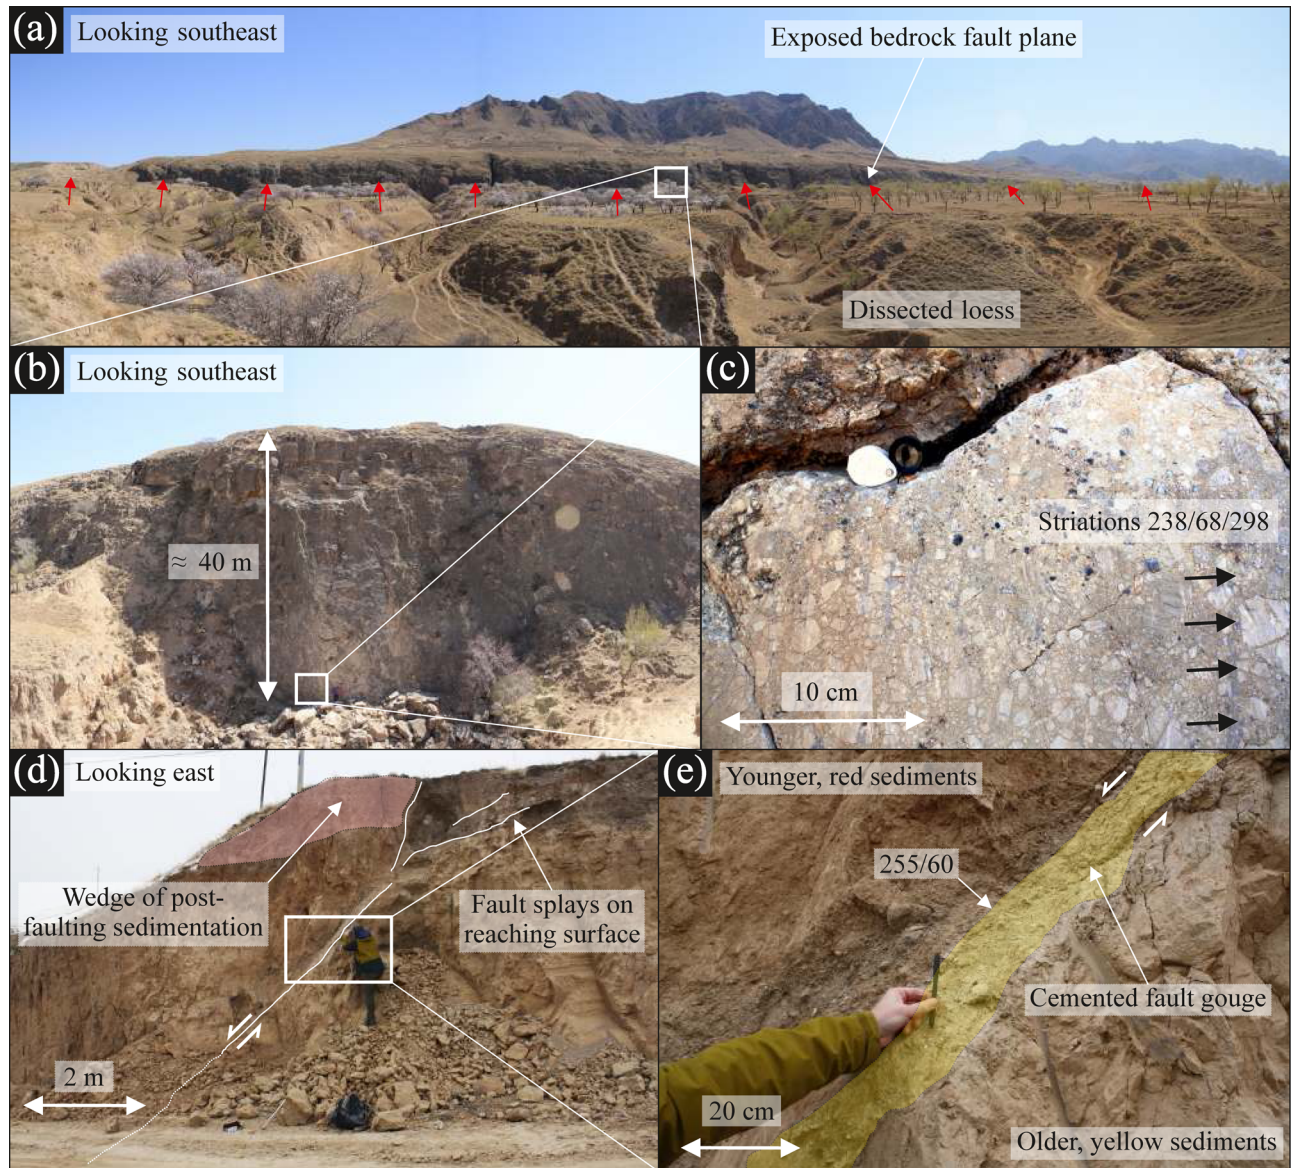 (a)
Looking southeast
Exposed bedrock fault plane
Dissected loess
(b)
Looking southeast
≈ 40 m
(c)
Striations 238/68/298
10 cm
(d)
Looking east
Wedge of post-
faulting sedimentation
Fault splays on
reaching surface
2 m
(e)
Younger, red sediments
255/60
Cemented fault gouge
20 cm
Older, yellow sediments